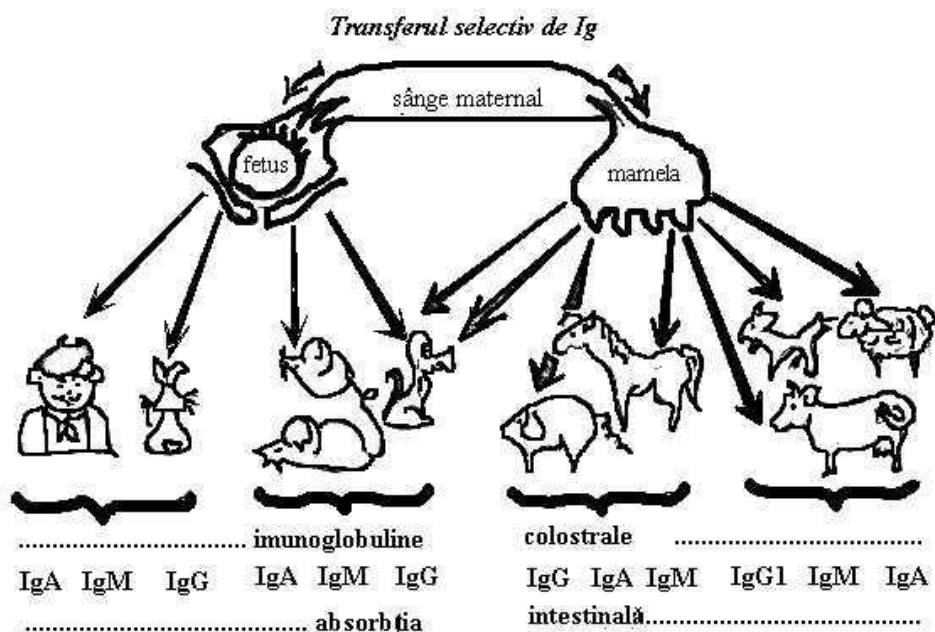 Transferul selectiv de Ig
sânge maternal
fetus
mamela
........................................ imunoglobuline colostrale ............................................
IgA IgM IgG IgA IgM IgG IgG IgA IgM IgG1 IgM IgA
.................................................. absorbția intestinală.................................................